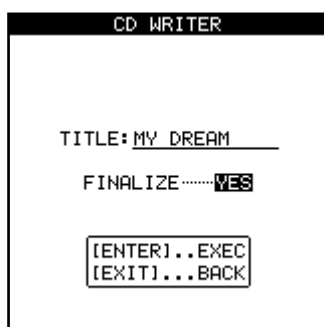 CD WRITER
TITLE:MY DREAM
FINALIZE·······YES
[ENTER]..EXEC
[EXIT]...BACK